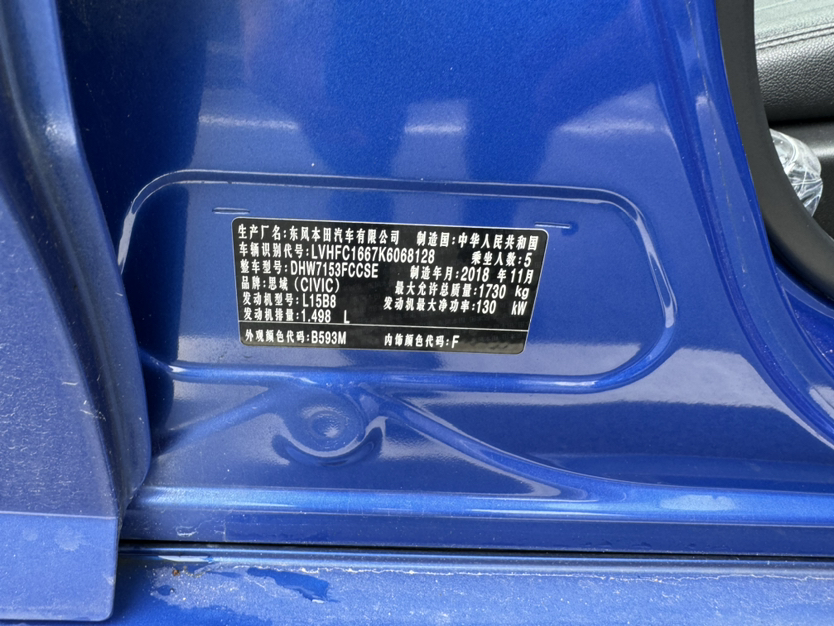 生产厂名:东风本田汽车有限公司 制造国:中华人民共和国
车辆识别代号:LVHFC1667K6068128 乘坐人数:5
整车型号:DHW7153FCCSE 制造年月:2018 年11月
品牌:思域(CIVIC) 最大允许总质量:1730 kg
发动机型号:L15B8 发动机最大净功率:130 kW
发动机排量:1.498 L
外观颜色代码:B593M 内饰颜色代码:F